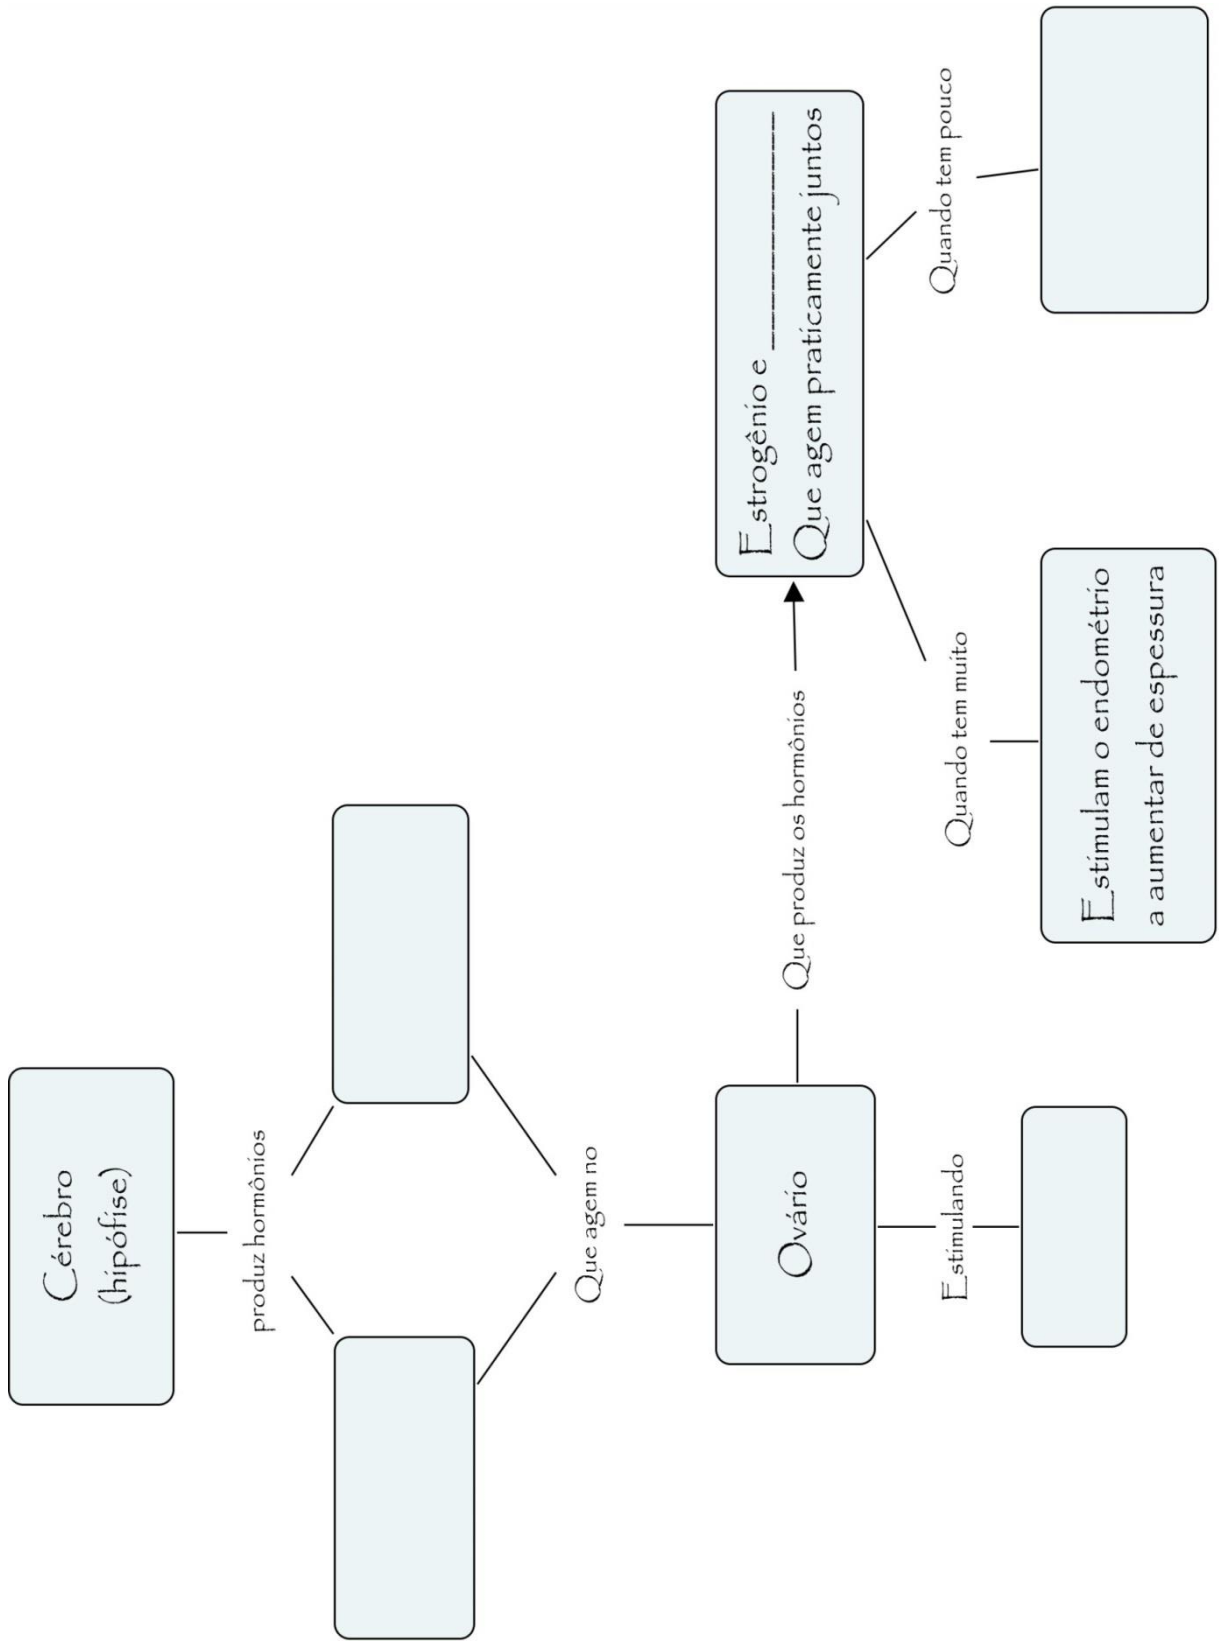 Cérebro
(hipófise)
produz hormônios
Que agem no
Ovário
Estimulando
Que produz os hormônios
Estrogênio e ________________
Que agem praticamente juntos
Quando tem muito
Estimulam o endométrio
a aumentar de espessura
Quando tem pouco